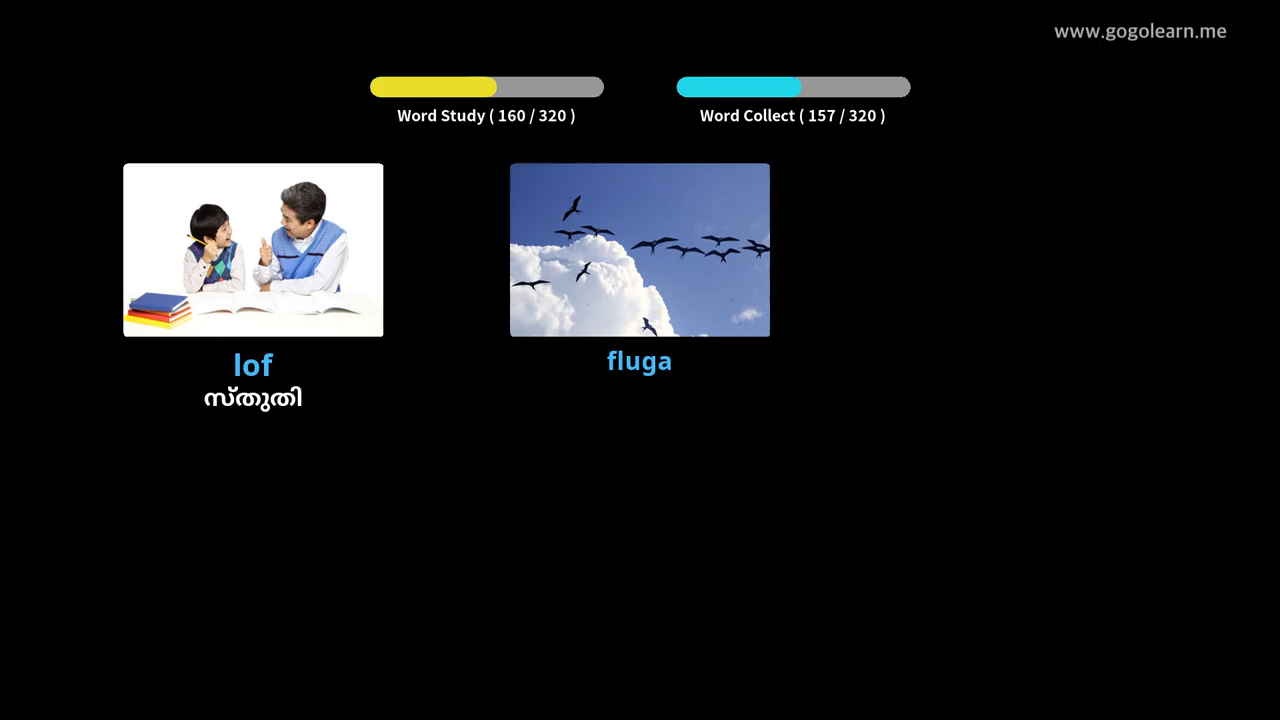 www.gogolearn.me
Word Study ( 160 / 320 )
Word Collect ( 157 / 320 )
lof
സ്തുതി
fluga